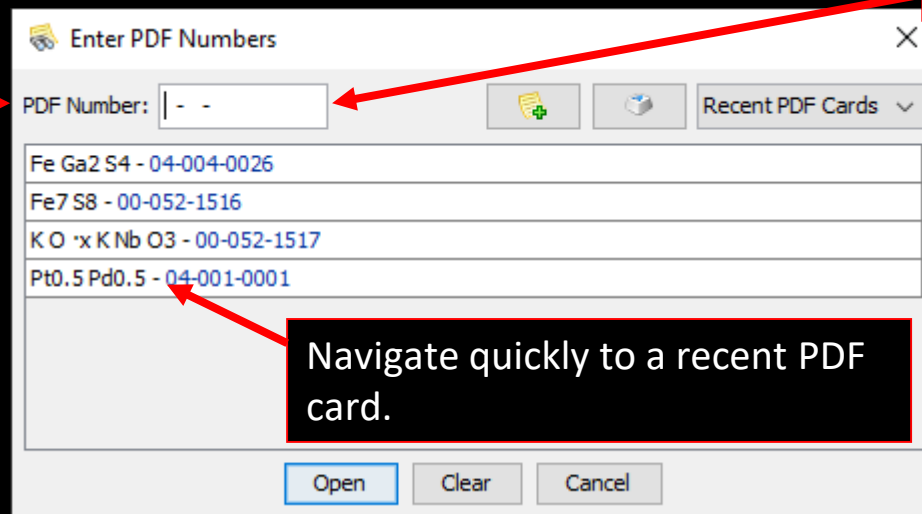 Enter PDF Numbers
PDF Number: - - Recent PDF Cards
Fe Ga2 S4 - 04-004-0026
Fe7 S8 - 00-052-1516
K O ·x K Nb O3 - 00-052-1517
Pt0.5 Pd0.5 - 04-001-0001
Navigate quickly to a recent PDF
card.
Open Clear Cancel